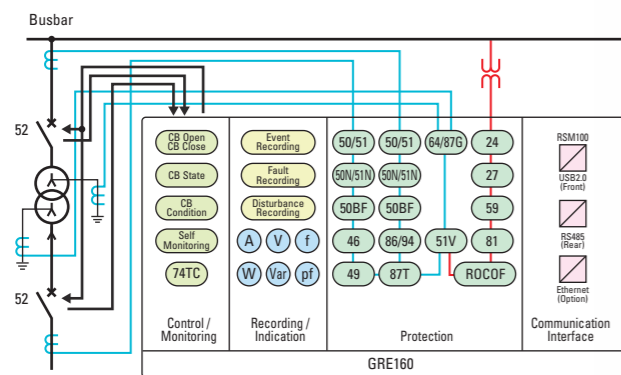 Busbar
52
52
CB Open
CB Close
CB State
CB
Condition
Self
Monitoring
74TC
Control /
Monitoring
Event
Recording
Fault
Recording
Disturbance
Recording
A V f
W Var pf
Recording /
Indication
50/51 50/51 64/87G 24
50N/51N 50N/51N 27
50BF 50BF 59
46 86/94 51V 81
49 87T ROCOF
Protection
RSM100
USB2.0
(Front)
RS485
(Rear)
Ethernet
(Option)
Communication
Interface
GRE160